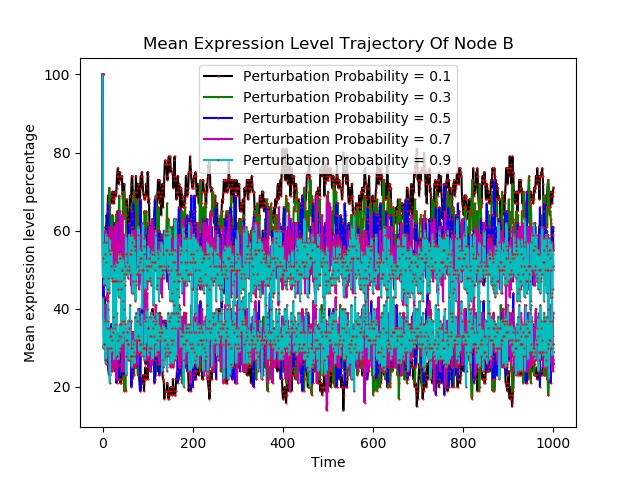 Mean Expression Level Trajectory Of Node B
Perturbation Probability = 0.1
Perturbation Probability = 0.3
Perturbation Probability = 0.5
Perturbation Probability = 0.7
Perturbation Probability = 0.9
Mean expression level percentage
100
80
60
40
20
0 200 400 600 800 1000
Time